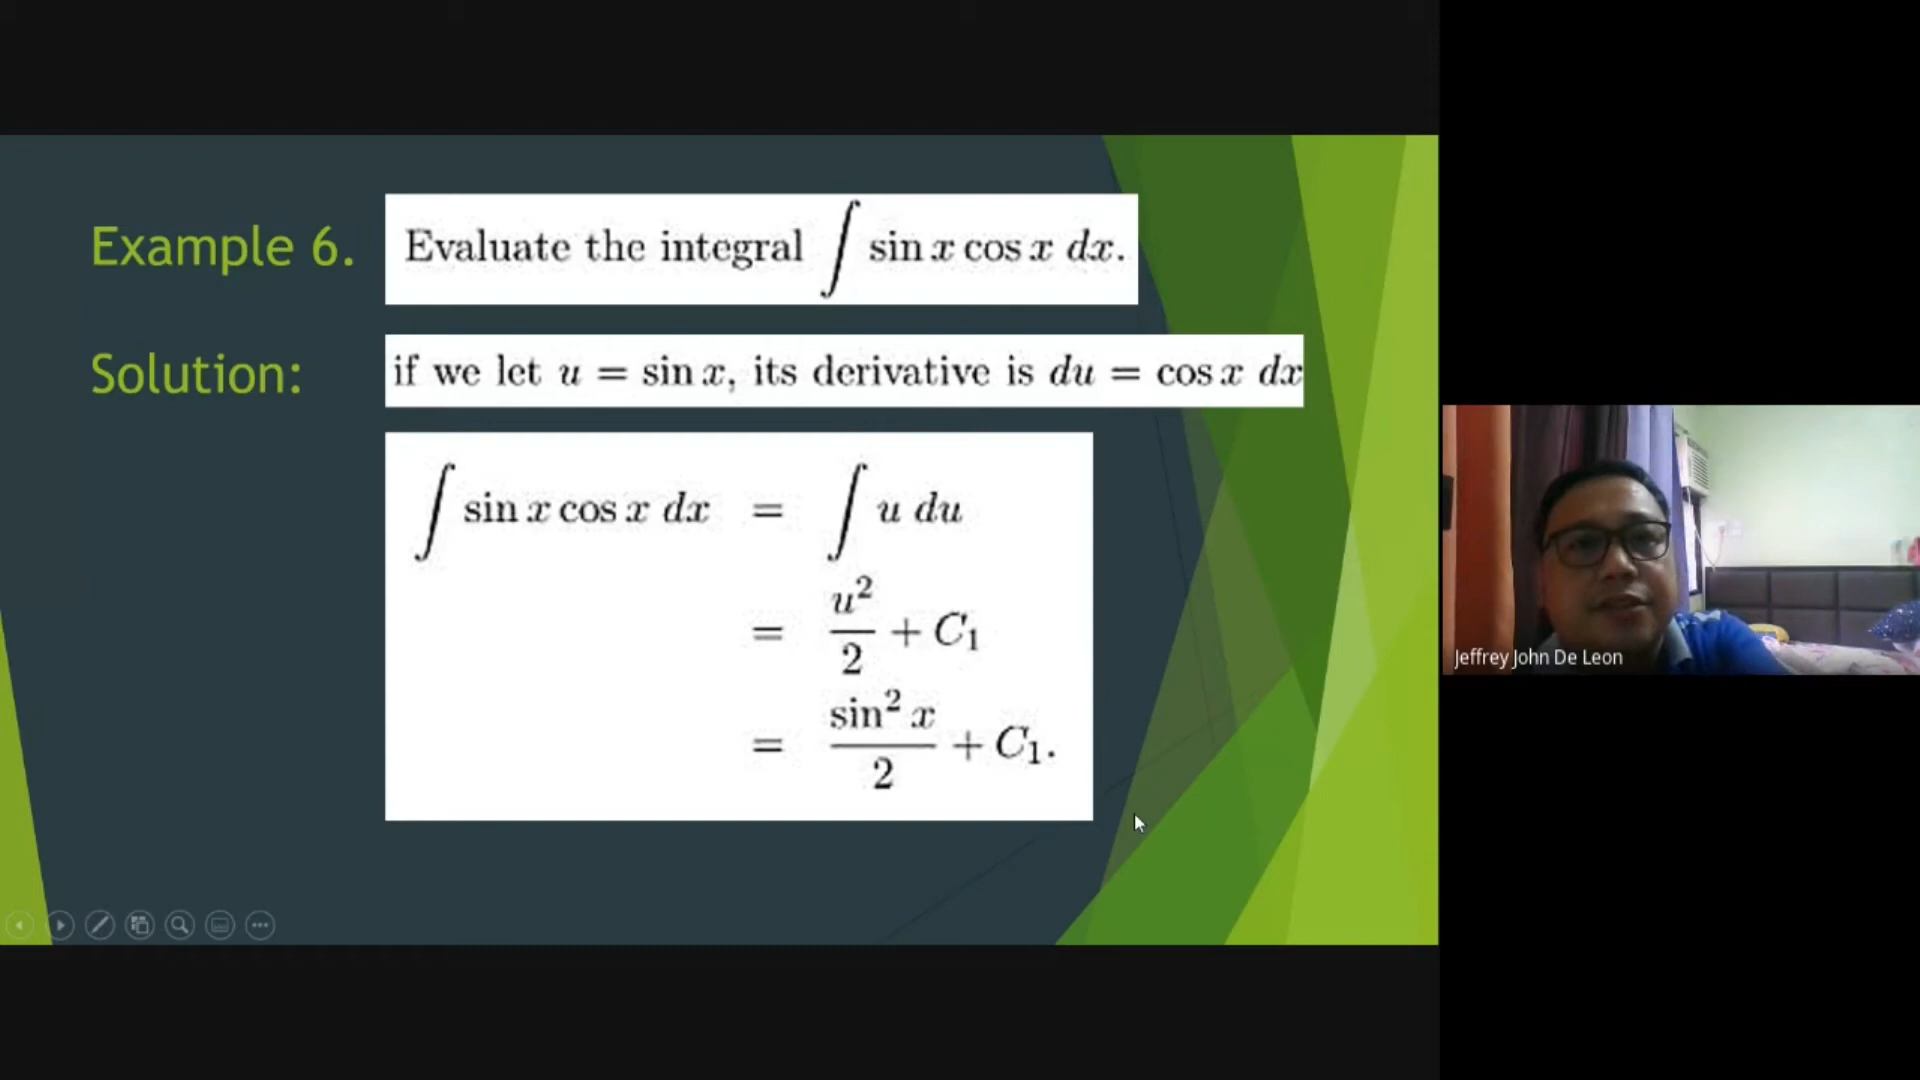 Example 6.
Evaluate the integral ∫ sin x cos x dx.
Solution:
if we let u = sin x, its derivative is du = cos x dx
∫ sin x cos x dx = ∫ u du
= u²/2 + C₁
= sin² x/2 + C₁.
Jeffrey John De Leon